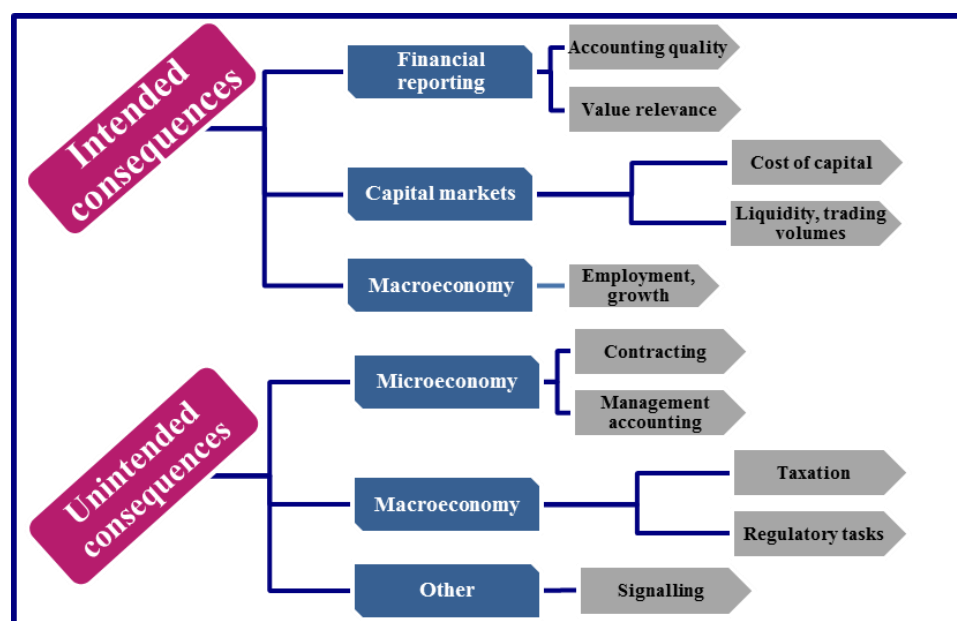 Intended
consequences
Financial
reporting
Accounting quality
Value relevance
Capital markets
Cost of capital
Liquidity, trading
volumes
Macroeconomy
Employment,
growth
Unintended
consequences
Microeconomy
Contracting
Management
accounting
Macroeconomy
Taxation
Regulatory tasks
Other
Signalling